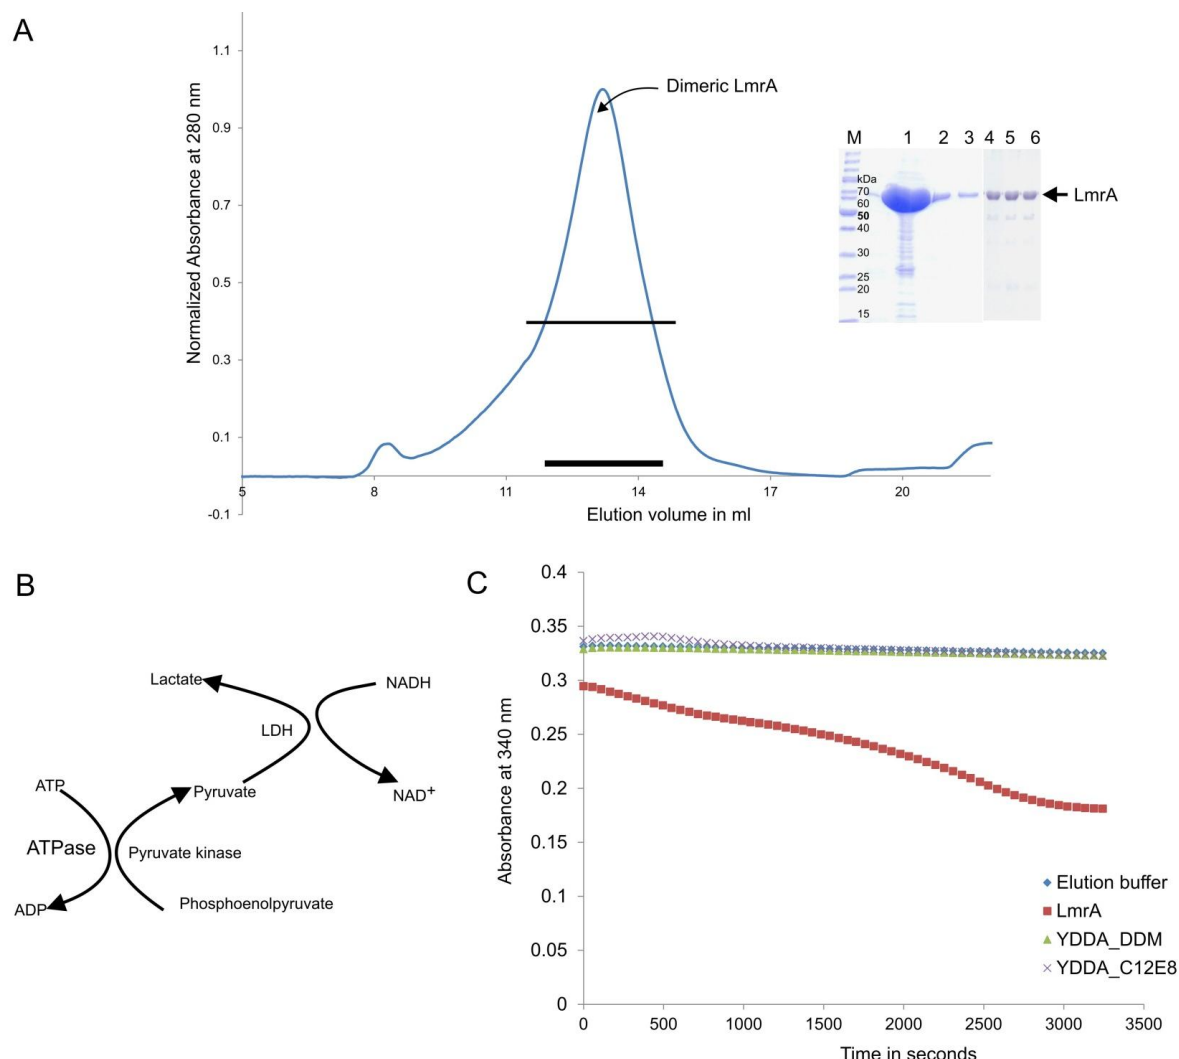 A
1.1
0.9
0.7
0.5
0.3
0.1
-0.1
Normalized Absorbance at 280 nm
5 8 11 14 17 20
Elution volume in ml
Dimeric LmrA
M 1 2 3 4 5 6
kDa
70
60
50
40
30
25
20
15
LmrA
B
Lactate
NADH
LDH
ATP
Pyruvate
NAD+
ATPase
Pyruvate kinase
ADP
Phosphoenolpyruvate
C
0.4
0.35
0.3
0.25
0.2
0.15
0.1
0.05
0
Absorbance at 340 nm
Elution buffer
LmrA
YDDA_DDM
YDDA_C12E8
0 500 1000 1500 2000 2500 3000 3500
Time in seconds